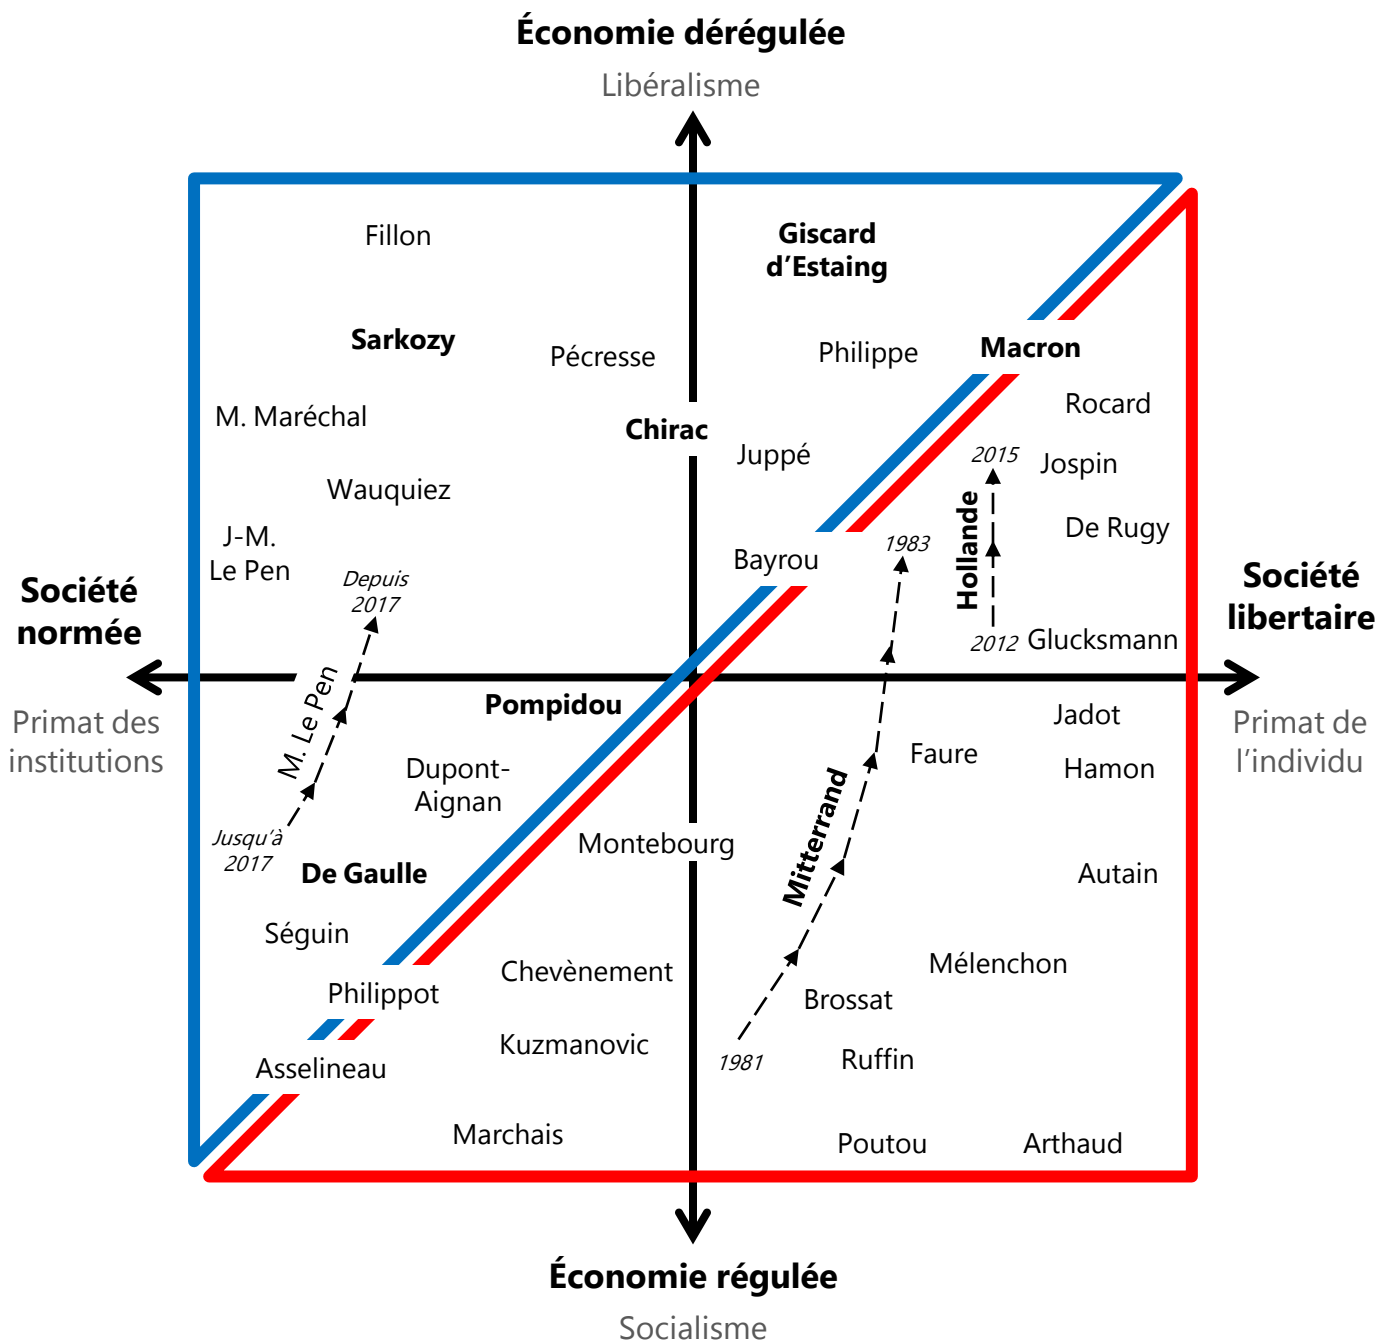 Économie dérégulée
Libéralisme
Fillon
Giscard
d'Estaing
Sarkozy
Pécresse
Philippe
Macron
Rocard
M. Maréchal
Chirac
Juppé
2015
Jospin
Wauquiez
Hollande
De Rugy
J-M.
Le Pen
1983
Bayrou
Depuis
2017
Société
normée
Société
libertaire
2012
Glucksmann
M. Le Pen
Pompidou
Jadot
Primat des
institutions
Primat de
l'individu
Faure
Hamon
Dupont-
Aignan
Mitterrand
Jusqu'à
2017
Montebourg
De Gaulle
Autain
Séguin
Chevènement
Mélenchon
Philippot
Brossat
Kuzmanovic
1981
Ruffin
Asselineau
Marchais
Poutou
Arthaud
Économie régulée
Socialisme